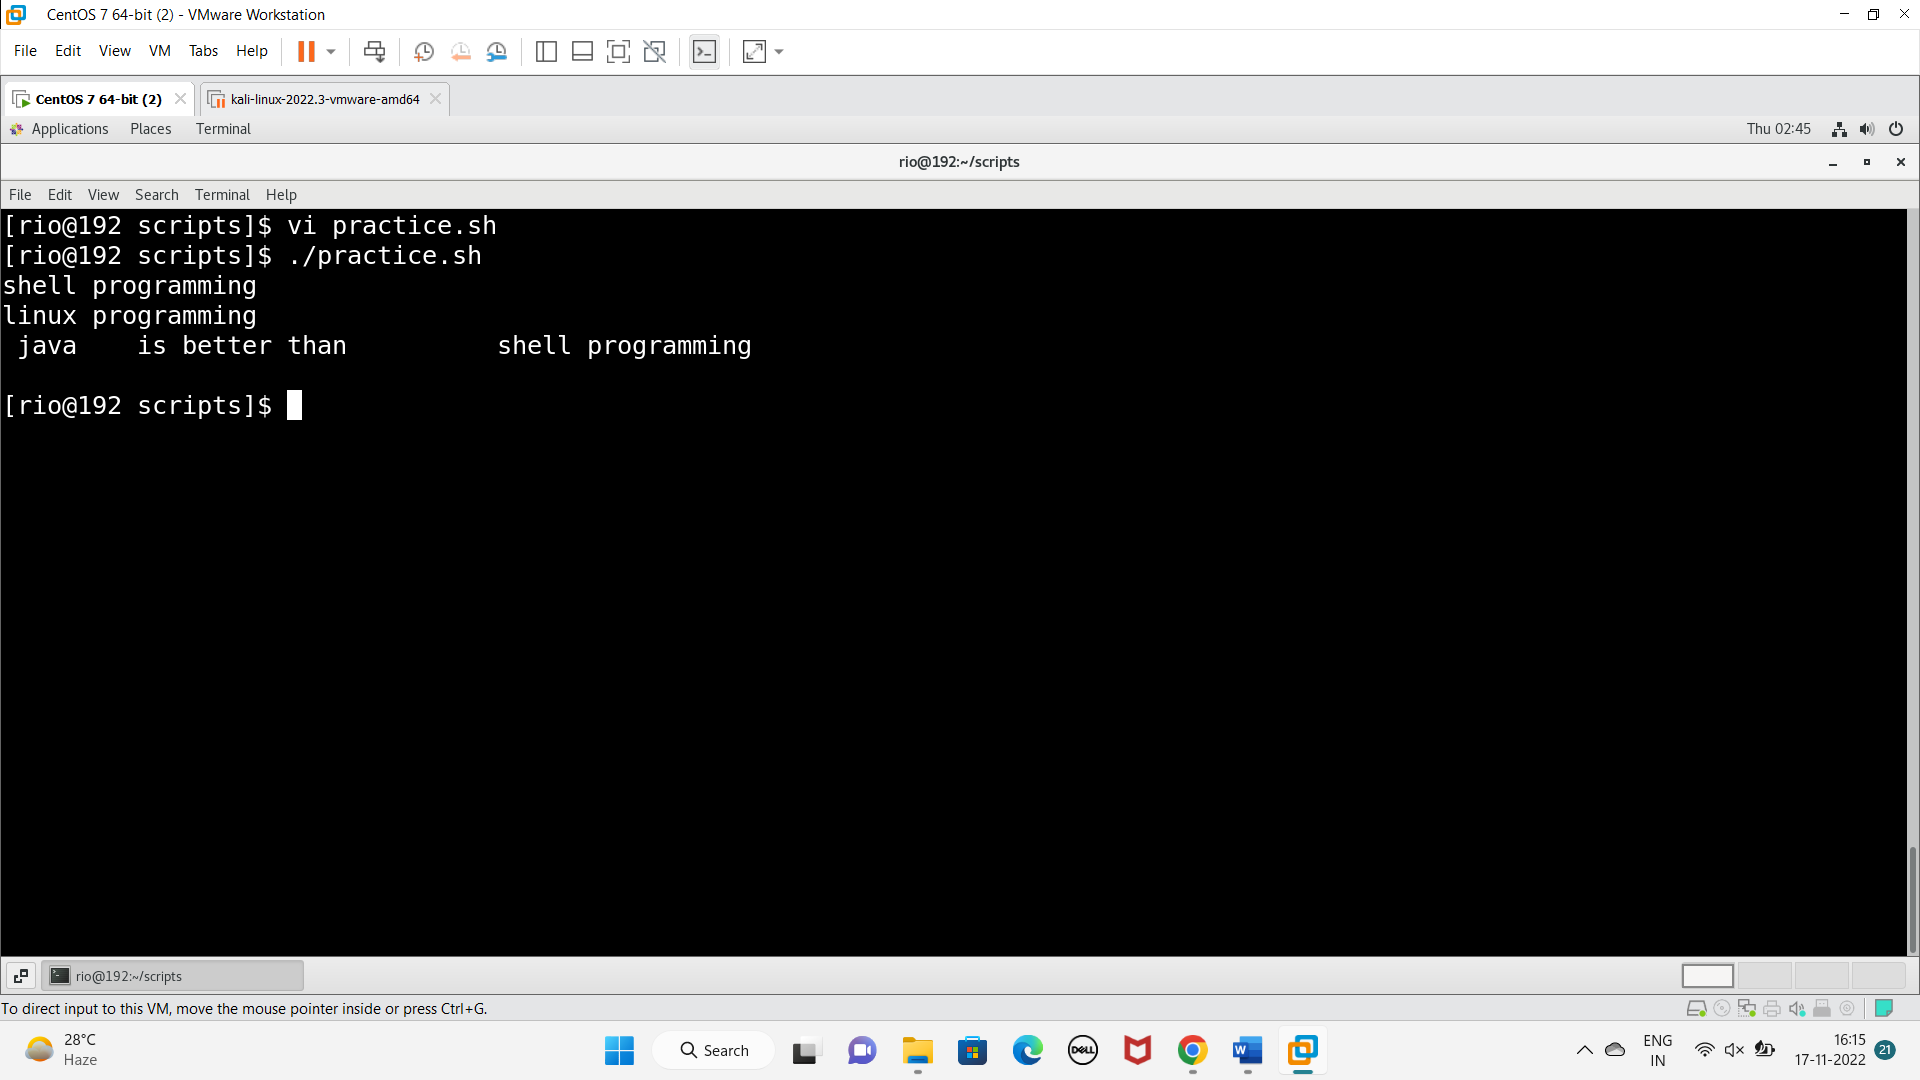 CentOS 7 64-bit (2) - VMware Workstation
File Edit View VM Tabs Help
CentOS 7 64-bit (2) kali-linux-2022.3-vmware-amd64
Applications Places Terminal Thu 02:45
rio@192:~/scripts
File Edit View Search Terminal Help
[rio@192 scripts]$ vi practice.sh
[rio@192 scripts]$ ./practice.sh
shell programming
linux programming
 java    is better than          shell programming
[rio@192 scripts]$
rio@192:~/scripts
To direct input to this VM, move the mouse pointer inside or press Ctrl+G.
28°C
Haze
Search
DELL
W
ENG
IN
16:15
17-11-2022
21